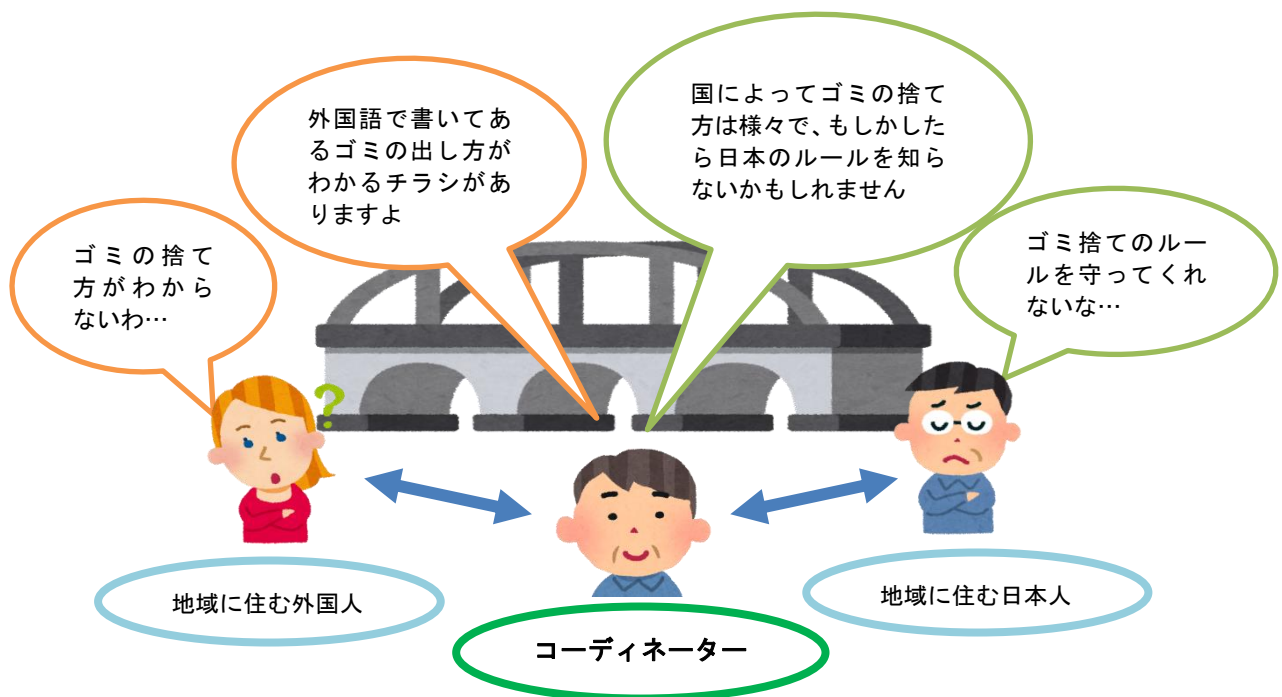 ゴミの捨て
方がわから
ないわ…
外国語で書いてあ
るゴミの出し方が
わかるチラシがあ
りますよ
国によってゴミの捨て
方は様々で、もしかした
ら日本のルールを知ら
ないかもしれません
ゴミ捨てのルー
ルを守ってくれ
ないな…
?
地域に住む外国人
コーディネーター
地域に住む日本人